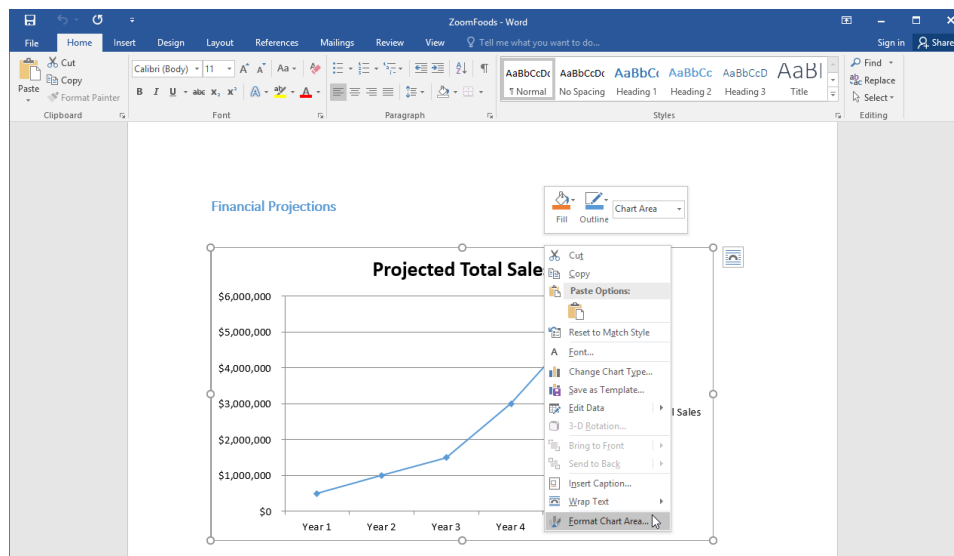 ZoomFoods - Word
File Home Insert Design Layout References Mailings Review View Tell me what you want to do... Sign in Share
Cut
Copy
Format Painter
Paste
Clipboard
Calibri (Body) 11
Font
Paragraph
AaBbCcDc AaBbCcDc AaBbC( AaBbCc AaBbCcD AaBI
¶ Normal No Spacing Heading 1 Heading 2 Heading 3 Title
Styles
Find
Replace
Select
Editing
Financial Projections
Fill Outline Chart Area
Projected Total Sale
$6,000,000
$5,000,000
$4,000,000
$3,000,000
$2,000,000
$1,000,000
$0
Year 1 Year 2 Year 3 Year 4
l Sales
Cut
Copy
Paste Options:
Reset to Match Style
Font...
Change Chart Type...
Save as Template...
Edit Data
3-D Rotation...
Bring to Front
Send to Back
Insert Caption...
Wrap Text
Format Chart Area...